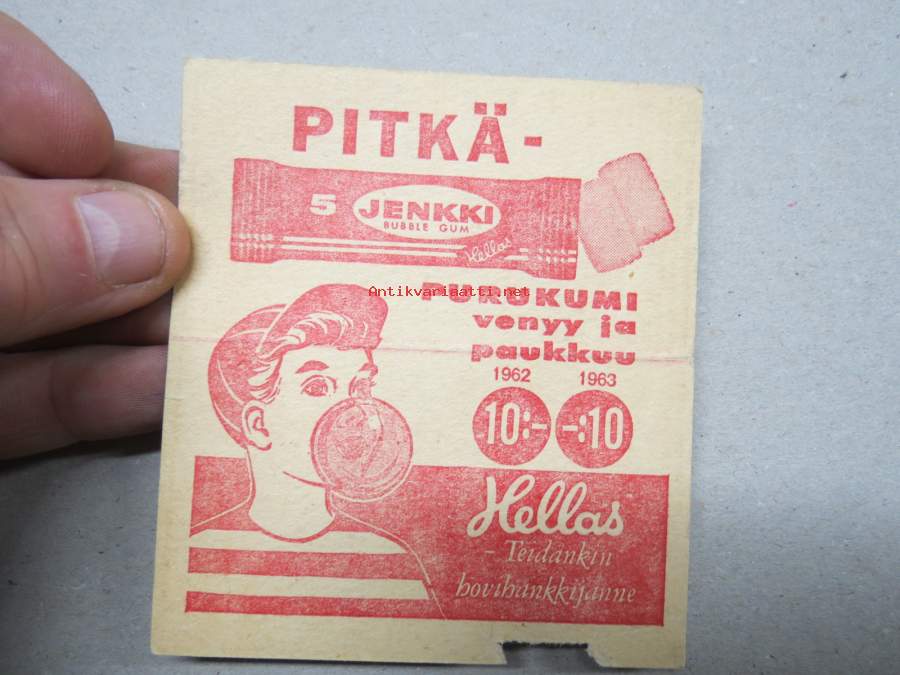 PITKÄ-
5 JENKKI
BUBBLE GUM
Hellas
Antikvariaatti.net
PURUKUMI
venyy ja
paukkuu
1962 1963
10:- -:10
Hellas
- Teidänkin
hovihankkijanne